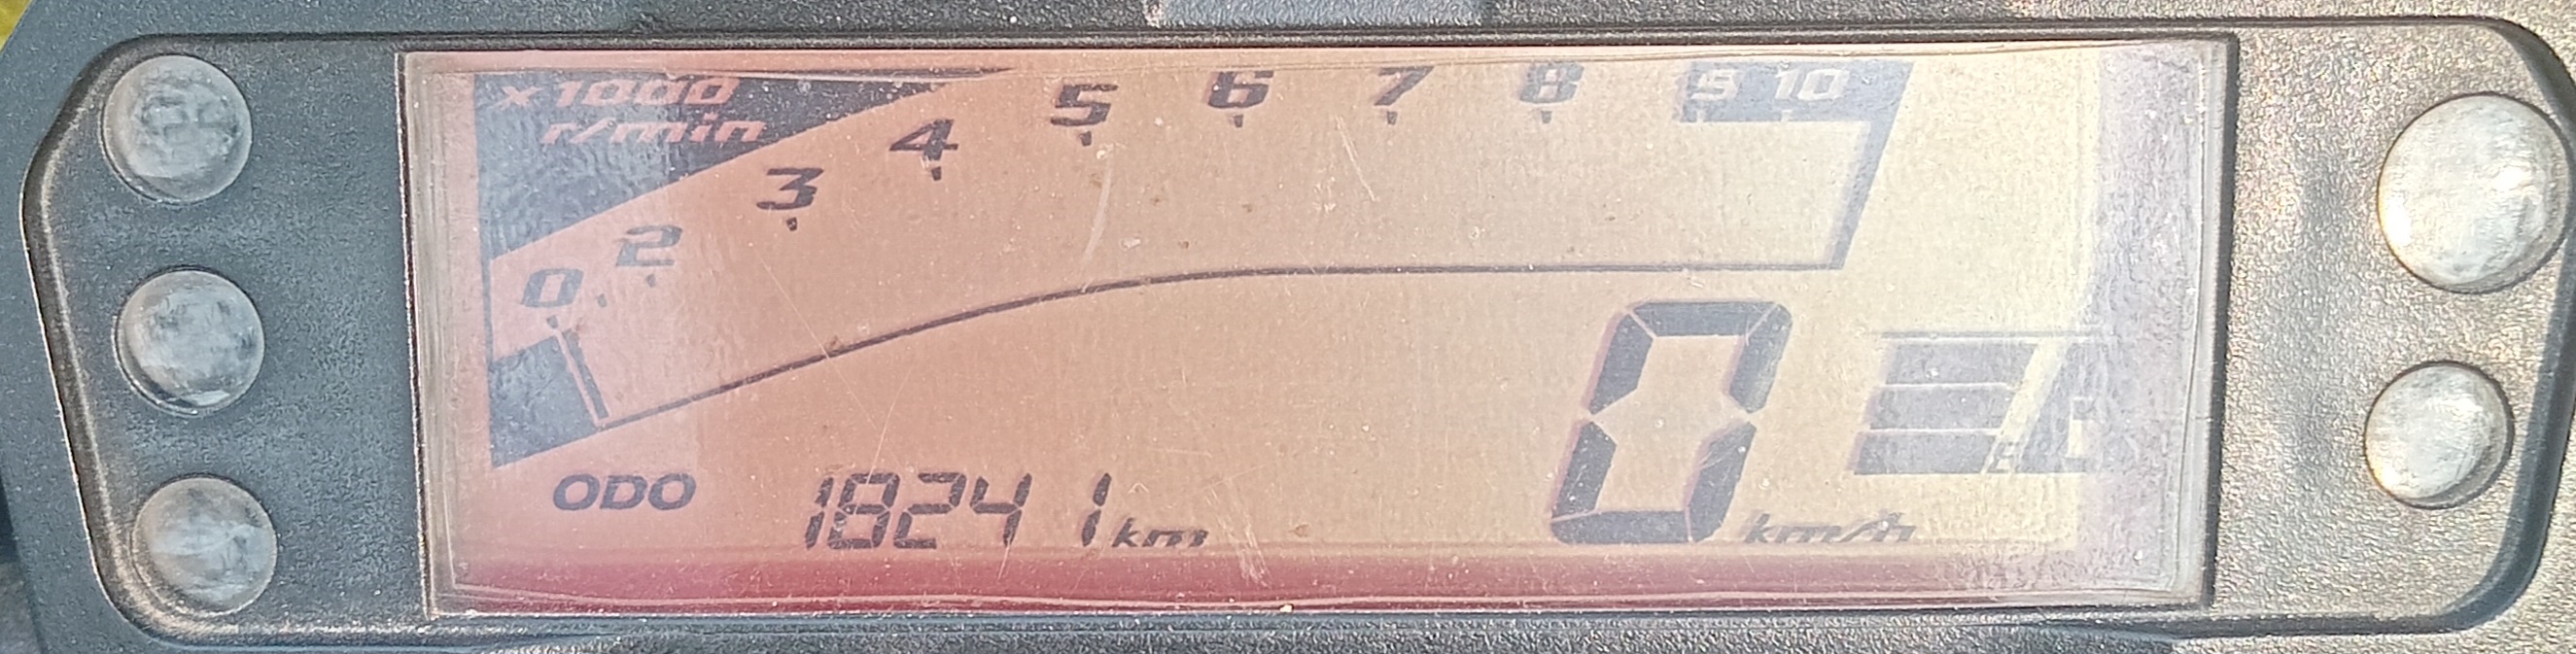 x1000
r/min
0 2 3 4 5 6 7 8 9 10
0 km/h
ODO 18241 km